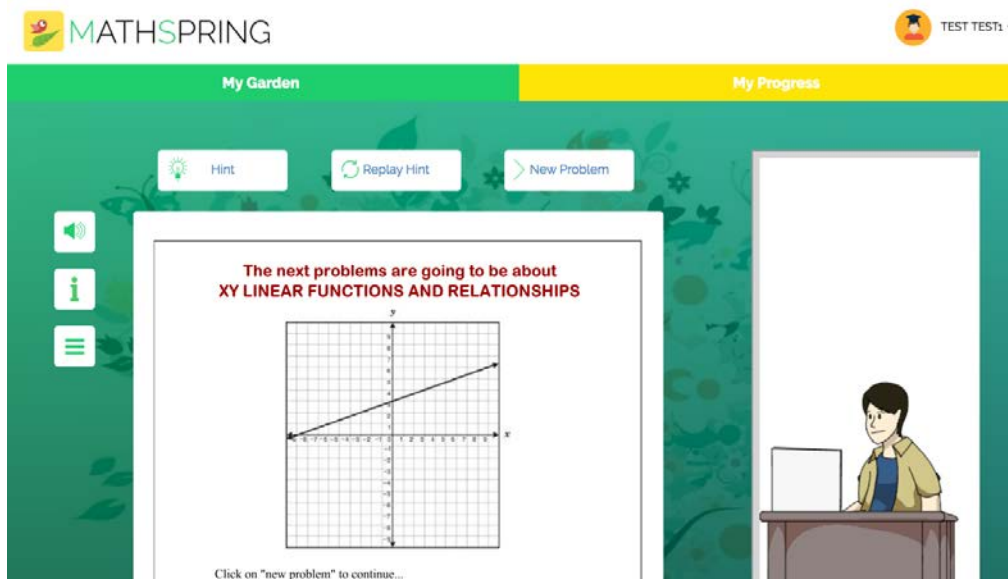 MATHSPRING
TEST TEST1
My Garden
My Progress
Hint
Replay Hint
New Problem
The next problems are going to be about
XY LINEAR FUNCTIONS AND RELATIONSHIPS
y
x
Click on "new problem" to continue...